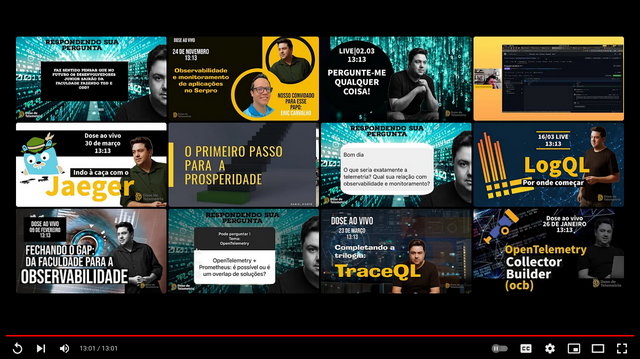 RESPONDENDO SUA
PERGUNTA
FAZ SENTIDO PENSAR QUE NO
FUTURO OS DESENVOLVEDORES
JUNIOR SAIRÃO DA
FACULDADE FAZENDO TDD E
O11Y?
DOSE AO VIVO
24 DE NOVEMBRO
13:13
Observabilidade
e monitoramento
de aplicações
no Serpro
NOSSO CONVIDADO
PARA ESSE
PAPO:
ERIC CARVALHO
LIVE|02.03
13:13
PERGUNTE-ME
QUALQUER
COISA!
Dose ao vivo
30 de março
13:13
Indo à caça com o
Jaeger
O PRIMEIRO PASSO
PARA A
PROSPERIDADE
RESPONDENDO SUA
PERGUNTA
Bom dia
O que seria exatamente a
telemetria? Qual sua relação com
observabilidade e monitoramento?
16/03 LIVE
13:13
LogQL
Por onde começar
DOSE AO VIVO
09 DE FEVEREIRO
13:13
FECHANDO O GAP:
DA FACULDADE PARA A
OBSERVABILIDADE
RESPONDENDO SUA
PERGUNTA
Pode perguntar !
Tema
OpenTelemetry
OpenTelemetry +
Prometheus: é possível ou é
um overlap de soluções?
DOSE AO VIVO
23 DE MARÇO
13:13
Completando a
trilogia:
TraceQL
Dose ao vivo
26 DE JANEIRO
13:13
OpenTelemetry
Collector
Builder
(ocb)
Dose de
Telemetria
13:01 / 13:01
CC